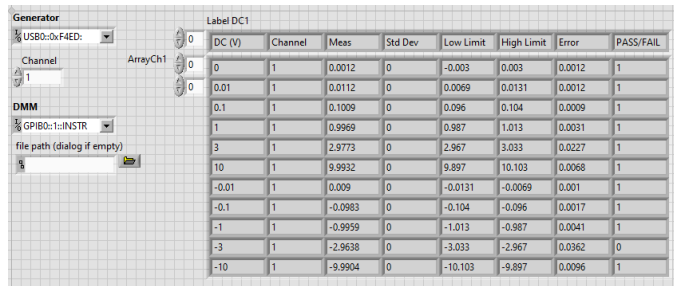 Generator
USB0::0xF4ED:
Channel
1
DMM
GPIB0::1::INSTR
file path (dialog if empty)
ArrayCh1
0
0
0
Label DC1
DC (V) Channel Meas Std Dev Low Limit High Limit Error PASS/FAIL
0 1 0.0012 0 -0.003 0.003 0.0012 1
0.01 1 0.0112 0 0.0069 0.0131 0.0012 1
0.1 1 0.1009 0 0.096 0.104 0.0009 1
1 1 0.9969 0 0.987 1.013 0.0031 1
3 1 2.9773 0 2.967 3.033 0.0227 1
10 1 9.9932 0 9.897 10.103 0.0068 1
-0.01 1 0.009 0 -0.0131 -0.0069 0.001 1
-0.1 1 -0.0983 0 -0.104 -0.096 0.0017 1
-1 1 -0.9959 0 -1.013 -0.987 0.0041 1
-3 1 -2.9638 0 -3.033 -2.967 0.0362 0
-10 1 -9.9904 0 -10.103 -9.897 0.0096 1